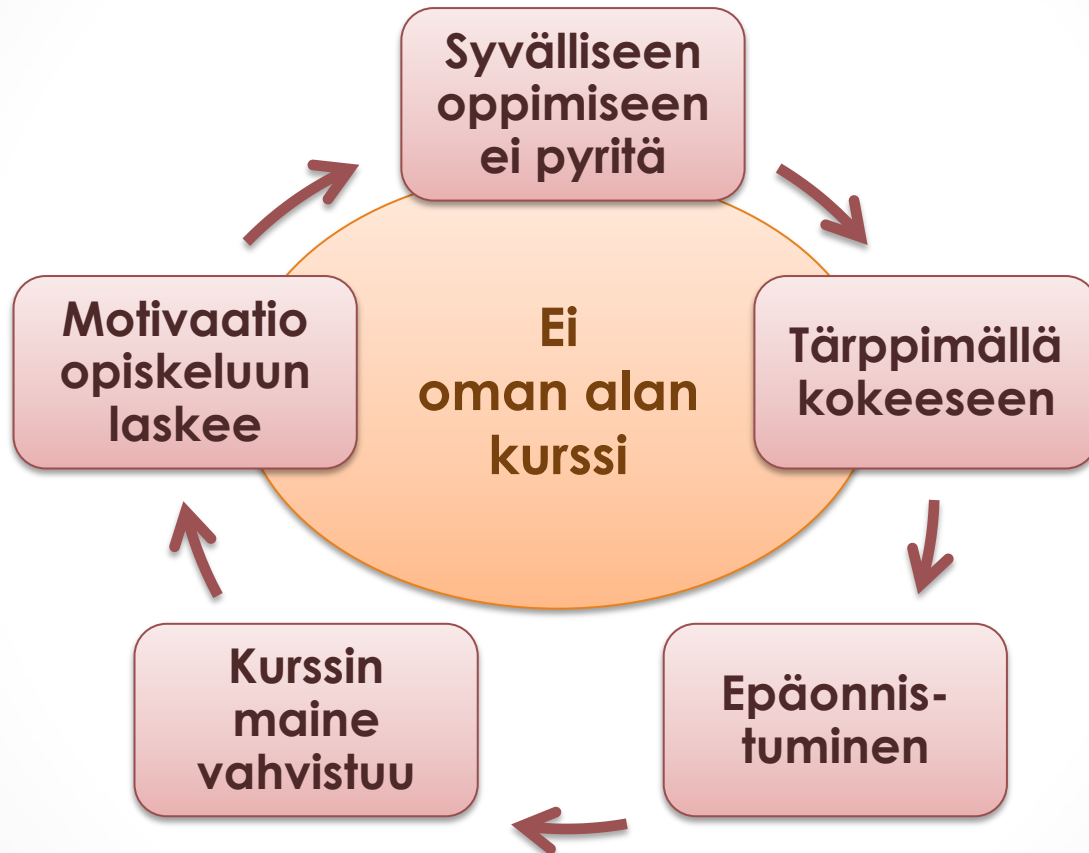 Syvälliseen
oppimiseen
ei pyritä
Tärppimällä
kokeeseen
Epäonnis-
tuminen
Kurssin
maine
vahvistuu
Motivaatio
opiskeluun
laskee
Ei
oman alan
kurssi